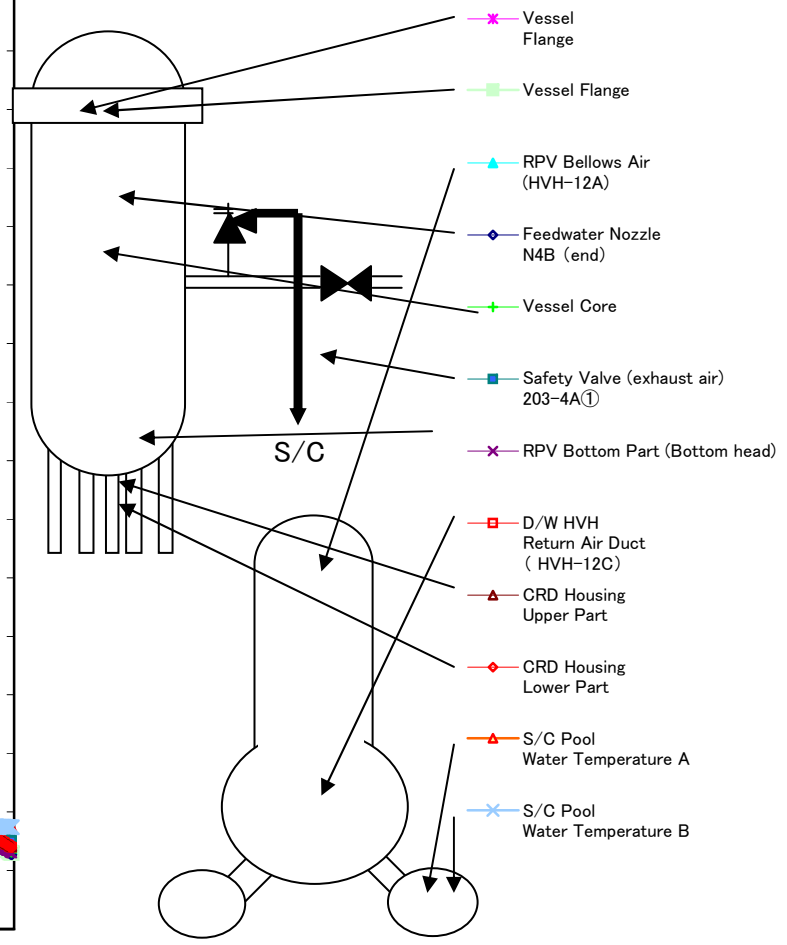 Vessel
Flange
Vessel Flange
RPV Bellows Air
(HVH-12A)
Feedwater Nozzle
N4B (end)
Vessel Core
Safety Valve (exhaust air)
203-4A①
S/C
RPV Bottom Part (Bottom head)
D/W HVH
Return Air Duct
( HVH-12C)
CRD Housing
Upper Part
CRD Housing
Lower Part
S/C Pool
Water Temperature A
S/C Pool
Water Temperature B